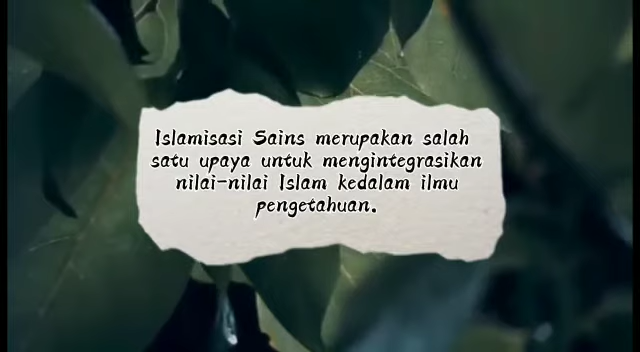 Islamisasi Sains merupakan salah
satu upaya untuk mengintegrasikan
nilai-nilai Islam kedalam ilmu
pengetahuan.